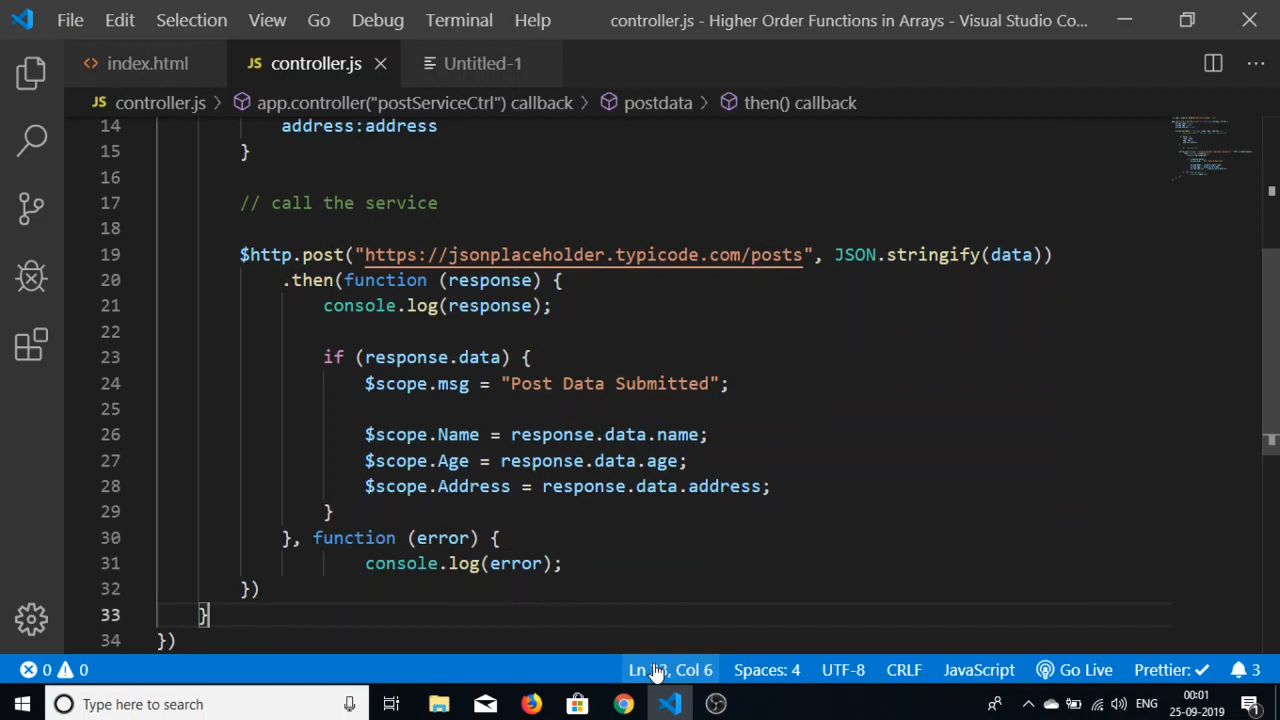 File Edit Selection View Go Debug Terminal Help controller.js - Higher Order Functions in Arrays - Visual Studio Co...
index.html JS controller.js Untitled-1
JS controller.js > app.controller("postServiceCtrl") callback > postdata > then() callback
14 address:address
15 }
16
17 // call the service
18
19 $http.post("https://jsonplaceholder.typicode.com/posts", JSON.stringify(data))
20 .then(function (response) {
21 console.log(response);
22
23 if (response.data) {
24 $scope.msg = "Post Data Submitted";
25
26 $scope.Name = response.data.name;
27 $scope.Age = response.data.age;
28 $scope.Address = response.data.address;
29 }
30 }, function (error) {
31 console.log(error);
32 })
33 }
34 })
0 0 Ln 33, Col 6 Spaces: 4 UTF-8 CRLF JavaScript Go Live Prettier: ✓ 3
Type here to search ENG 00:01
25-09-2019 1